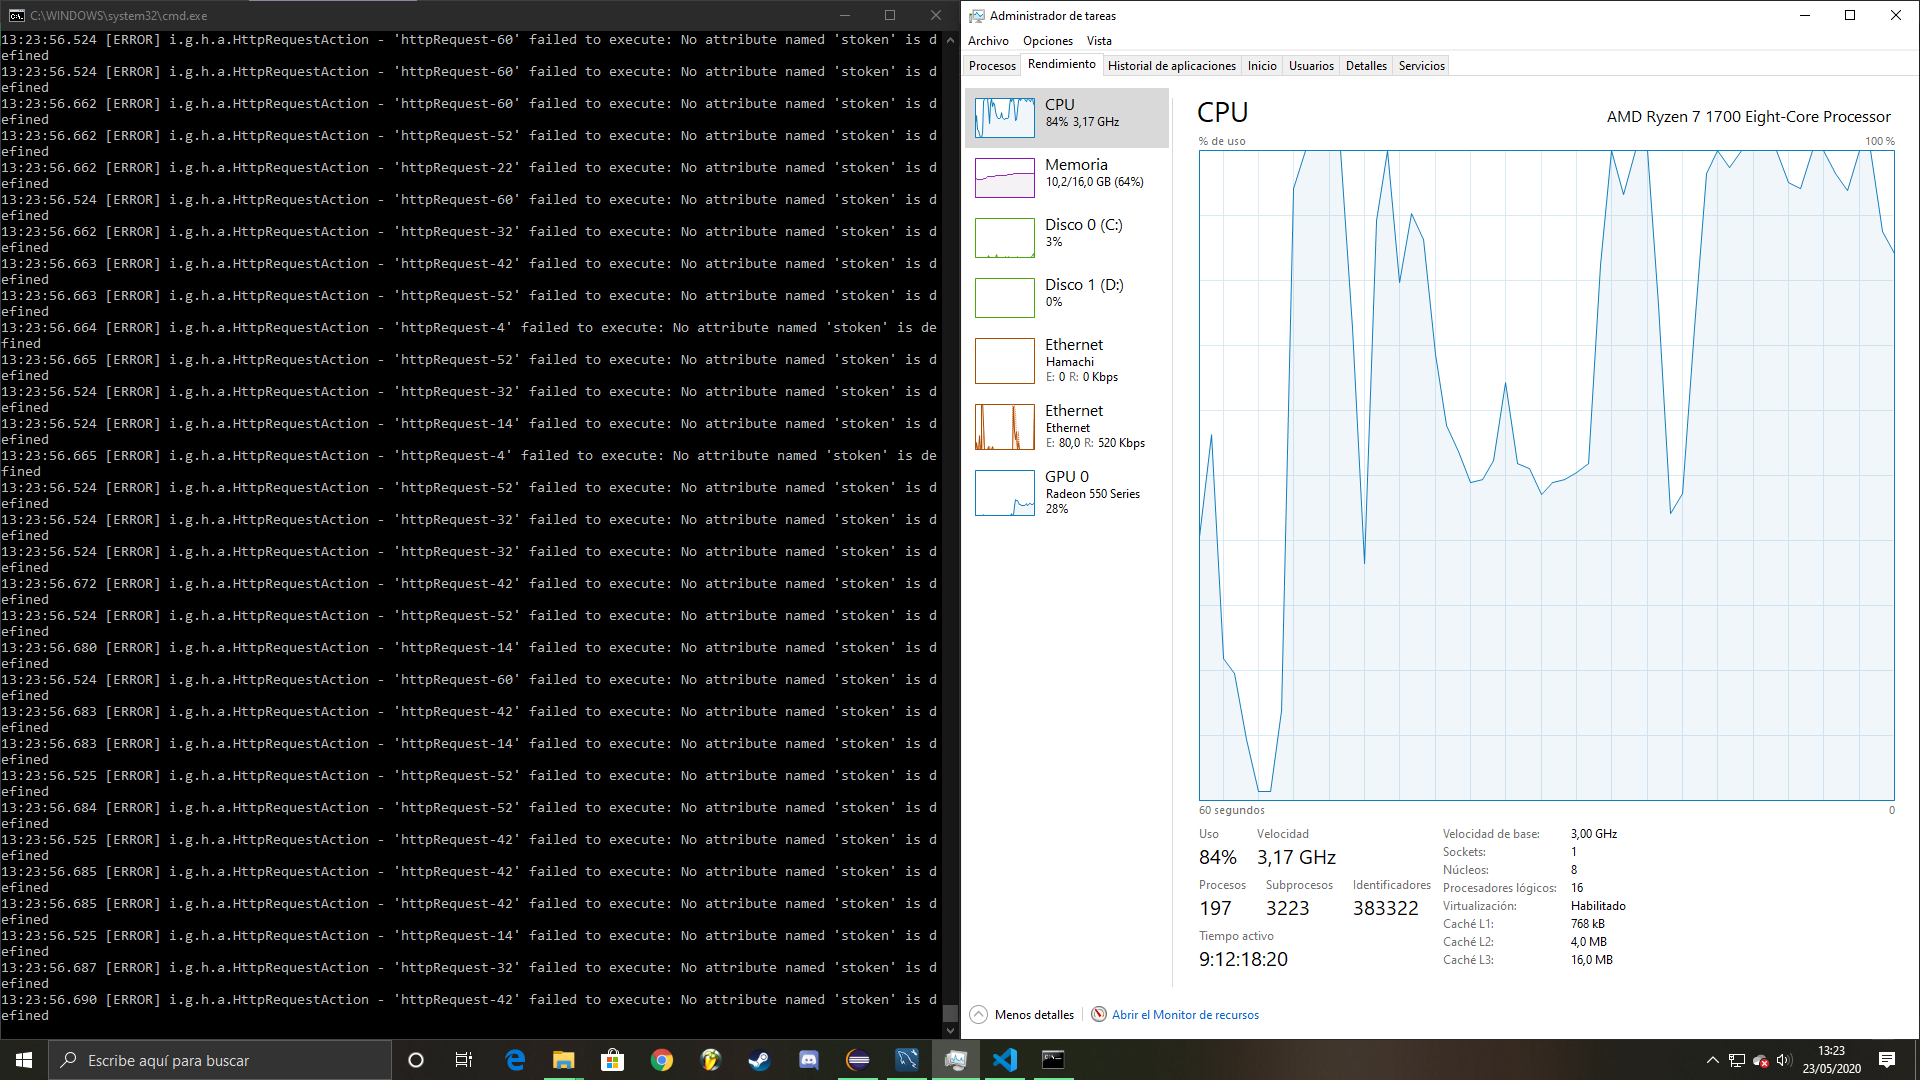 C:\WINDOWS\system32\cmd.exe
13:23:56.524 [ERROR] i.g.h.a.HttpRequestAction - 'httpRequest-60' failed to execute: No attribute named 'stoken' is d
efined
13:23:56.524 [ERROR] i.g.h.a.HttpRequestAction - 'httpRequest-60' failed to execute: No attribute named 'stoken' is d
efined
13:23:56.662 [ERROR] i.g.h.a.HttpRequestAction - 'httpRequest-60' failed to execute: No attribute named 'stoken' is d
efined
13:23:56.662 [ERROR] i.g.h.a.HttpRequestAction - 'httpRequest-52' failed to execute: No attribute named 'stoken' is d
efined
13:23:56.662 [ERROR] i.g.h.a.HttpRequestAction - 'httpRequest-22' failed to execute: No attribute named 'stoken' is d
efined
13:23:56.524 [ERROR] i.g.h.a.HttpRequestAction - 'httpRequest-60' failed to execute: No attribute named 'stoken' is d
efined
13:23:56.662 [ERROR] i.g.h.a.HttpRequestAction - 'httpRequest-32' failed to execute: No attribute named 'stoken' is d
efined
13:23:56.663 [ERROR] i.g.h.a.HttpRequestAction - 'httpRequest-42' failed to execute: No attribute named 'stoken' is d
efined
13:23:56.663 [ERROR] i.g.h.a.HttpRequestAction - 'httpRequest-52' failed to execute: No attribute named 'stoken' is d
efined
13:23:56.664 [ERROR] i.g.h.a.HttpRequestAction - 'httpRequest-4' failed to execute: No attribute named 'stoken' is de
fined
13:23:56.665 [ERROR] i.g.h.a.HttpRequestAction - 'httpRequest-52' failed to execute: No attribute named 'stoken' is d
efined
13:23:56.524 [ERROR] i.g.h.a.HttpRequestAction - 'httpRequest-32' failed to execute: No attribute named 'stoken' is d
efined
13:23:56.524 [ERROR] i.g.h.a.HttpRequestAction - 'httpRequest-14' failed to execute: No attribute named 'stoken' is d
efined
13:23:56.665 [ERROR] i.g.h.a.HttpRequestAction - 'httpRequest-4' failed to execute: No attribute named 'stoken' is de
fined
13:23:56.524 [ERROR] i.g.h.a.HttpRequestAction - 'httpRequest-52' failed to execute: No attribute named 'stoken' is d
efined
13:23:56.524 [ERROR] i.g.h.a.HttpRequestAction - 'httpRequest-32' failed to execute: No attribute named 'stoken' is d
efined
13:23:56.524 [ERROR] i.g.h.a.HttpRequestAction - 'httpRequest-32' failed to execute: No attribute named 'stoken' is d
efined
13:23:56.672 [ERROR] i.g.h.a.HttpRequestAction - 'httpRequest-42' failed to execute: No attribute named 'stoken' is d
efined
13:23:56.524 [ERROR] i.g.h.a.HttpRequestAction - 'httpRequest-52' failed to execute: No attribute named 'stoken' is d
efined
13:23:56.680 [ERROR] i.g.h.a.HttpRequestAction - 'httpRequest-14' failed to execute: No attribute named 'stoken' is d
efined
13:23:56.524 [ERROR] i.g.h.a.HttpRequestAction - 'httpRequest-60' failed to execute: No attribute named 'stoken' is d
efined
13:23:56.683 [ERROR] i.g.h.a.HttpRequestAction - 'httpRequest-42' failed to execute: No attribute named 'stoken' is d
efined
13:23:56.683 [ERROR] i.g.h.a.HttpRequestAction - 'httpRequest-14' failed to execute: No attribute named 'stoken' is d
efined
13:23:56.525 [ERROR] i.g.h.a.HttpRequestAction - 'httpRequest-52' failed to execute: No attribute named 'stoken' is d
efined
13:23:56.684 [ERROR] i.g.h.a.HttpRequestAction - 'httpRequest-52' failed to execute: No attribute named 'stoken' is d
efined
13:23:56.525 [ERROR] i.g.h.a.HttpRequestAction - 'httpRequest-42' failed to execute: No attribute named 'stoken' is d
efined
13:23:56.685 [ERROR] i.g.h.a.HttpRequestAction - 'httpRequest-42' failed to execute: No attribute named 'stoken' is d
efined
13:23:56.685 [ERROR] i.g.h.a.HttpRequestAction - 'httpRequest-42' failed to execute: No attribute named 'stoken' is d
efined
13:23:56.525 [ERROR] i.g.h.a.HttpRequestAction - 'httpRequest-14' failed to execute: No attribute named 'stoken' is d
efined
13:23:56.687 [ERROR] i.g.h.a.HttpRequestAction - 'httpRequest-32' failed to execute: No attribute named 'stoken' is d
efined
13:23:56.690 [ERROR] i.g.h.a.HttpRequestAction - 'httpRequest-42' failed to execute: No attribute named 'stoken' is d
efined
Administrador de tareas
Archivo Opciones Vista
Procesos Rendimiento Historial de aplicaciones Inicio Usuarios Detalles Servicios
CPU
84% 3,17 GHz
Memoria
10,2/16,0 GB (64%)
Disco 0 (C:)
3%
Disco 1 (D:)
0%
Ethernet
Hamachi
E: 0 R: 0 Kbps
Ethernet
Ethernet
E: 80,0 R: 520 Kbps
GPU 0
Radeon 550 Series
28%
CPU AMD Ryzen 7 1700 Eight-Core Processor
% de uso 100 %
60 segundos 0
Uso Velocidad
84% 3,17 GHz
Procesos Subprocesos Identificadores
197 3223 383322
Tiempo activo
9:12:18:20
Velocidad de base: 3,00 GHz
Sockets: 1
Núcleos: 8
Procesadores lógicos: 16
Virtualización: Habilitado
Caché L1: 768 kB
Caché L2: 4,0 MB
Caché L3: 16,0 MB
Menos detalles Abrir el Monitor de recursos
Escribe aquí para buscar
13:23
23/05/2020